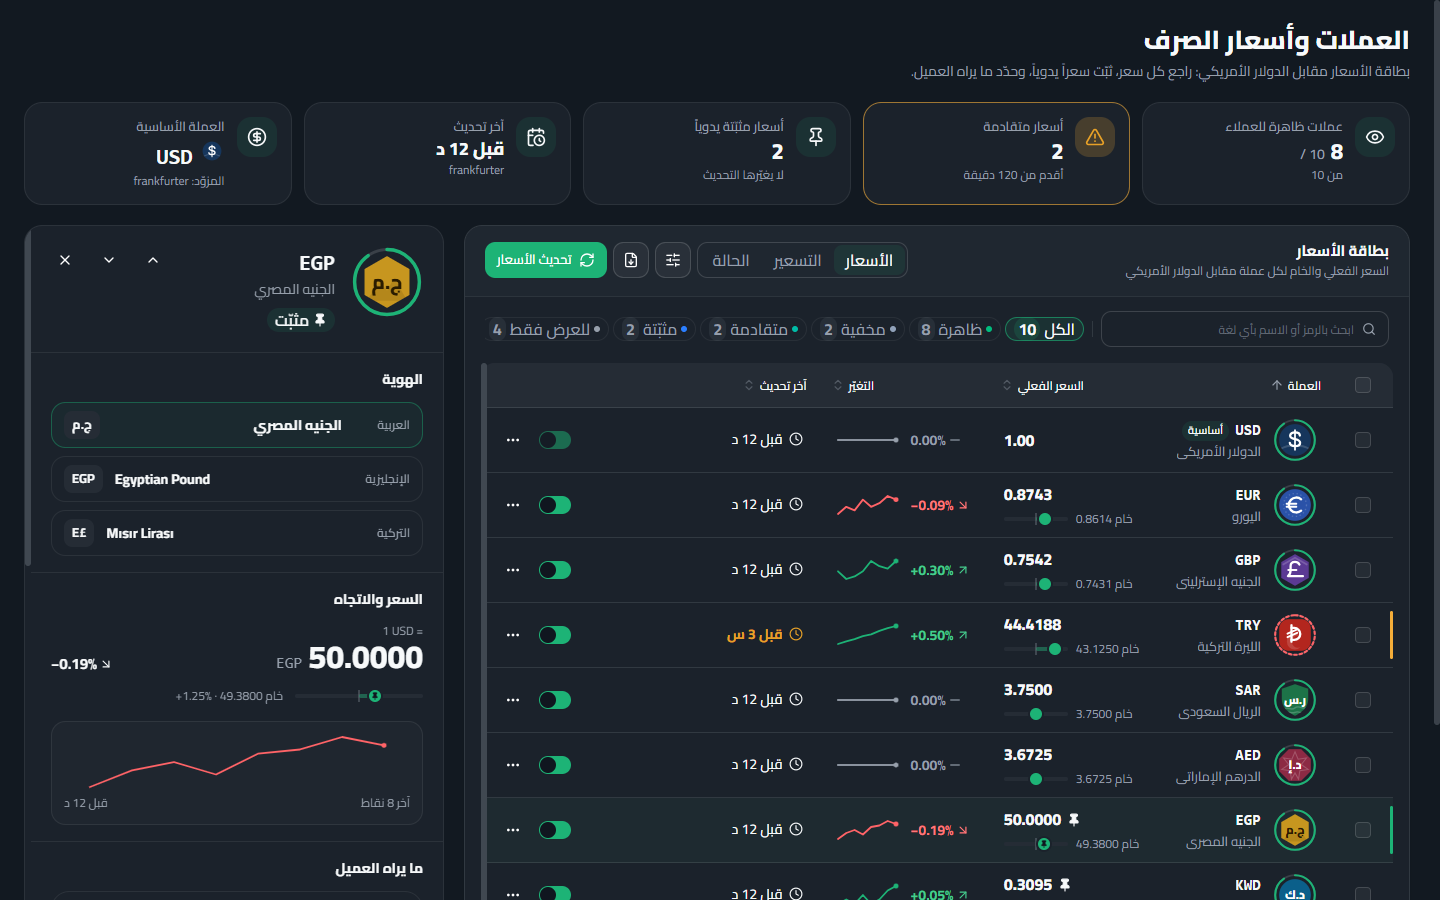 العملات وأسعار الصرف
بطاقة الأسعار مقابل الدولار الأمريكي: راجع كل سعر، ثبّت سعراً يدوياً، وحدّد ما يراه العميل.
عملات ظاهرة للعملاء
8 / 10
من 10
أسعار متقادمة
2
أقدم من 120 دقيقة
أسعار مثبّتة يدوياً
2
لا يغيّرها التحديث
آخر تحديث
قبل 12 د
frankfurter
العملة الأساسية
$ USD
المزوّد: frankfurter
بطاقة الأسعار
السعر الفعلي والخام لكل عملة مقابل الدولار الأمريكي
الأسعار التسعير الحالة
تحديث الأسعار
ابحث بالرمز أو الاسم بأي لغة
الكل 10 ظاهرة 8 مخفية 2 متقادمة 2 مثبّتة 2 للعرض فقط 4
العملة السعر الفعلي التغيّر آخر تحديث
$ USD أساسية 1.00 0.00% قبل 12 د
الدولار الأمريكي
€ EUR 0.8743 −0.09% قبل 12 د
اليورو خام 0.8614
£ GBP 0.7542 +0.30% قبل 12 د
الجنيه الإسترليني خام 0.7431
₺ TRY 44.4188 +0.50% قبل 3 س
الليرة التركية خام 43.1250
ر.س SAR 3.7500 0.00% قبل 12 د
الريال السعودي خام 3.7500
د.إ AED 3.6725 0.00% قبل 12 د
الدرهم الإماراتي خام 3.6725
ج.م EGP 50.0000 −0.19% قبل 12 د
الجنيه المصري خام 49.3800
د.ك KWD 0.3095 +0.05% قبل 12 د
ج.م EGP
الجنيه المصري
مثبّت
الهوية
العربية الجنيه المصري ج.م
الإنجليزية Egyptian Pound EGP
التركية Mısır Lirası E£
السعر والاتجاه
1 USD =
50.0000 EGP −0.19%
خام 49.3800 · +1.25%
آخر 8 نقاط قبل 12 د
ما يراه العميل